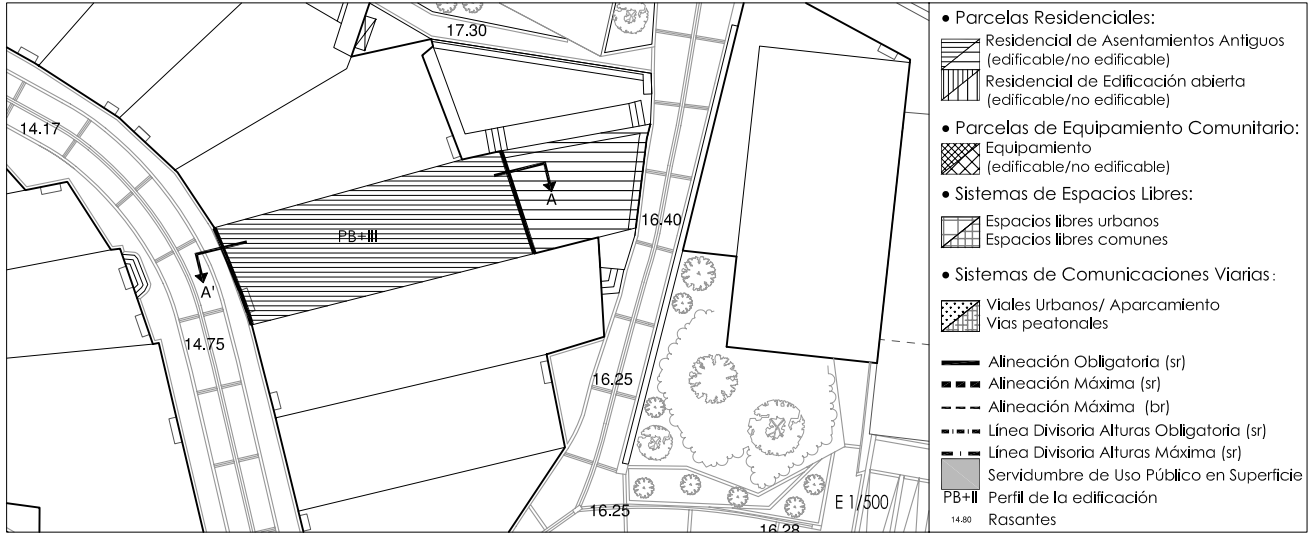 17.30
14.17
A
16.40
PB+III
A'
14.75
16.25
E 1/500
16.25
16.28
• Parcelas Residenciales:
Residencial de Asentamientos Antiguos
(edificable/no edificable)
Residencial de Edificación abierta
(edificable/no edificable)
• Parcelas de Equipamiento Comunitario:
Equipamiento
(edificable/no edificable)
• Sistemas de Espacios Libres:
Espacios libres urbanos
Espacios libres comunes
• Sistemas de Comunicaciones Viarias:
Viales Urbanos/ Aparcamiento
Vias peatonales
Alineación Obligatoria (sr)
Alineación Máxima (sr)
Alineación Máxima (br)
Línea Divisoria Alturas Obligatoria (sr)
Línea Divisoria Alturas Máxima (sr)
Servidumbre de Uso Público en Superficie
PB+II Perfil de la edificación
14.80 Rasantes